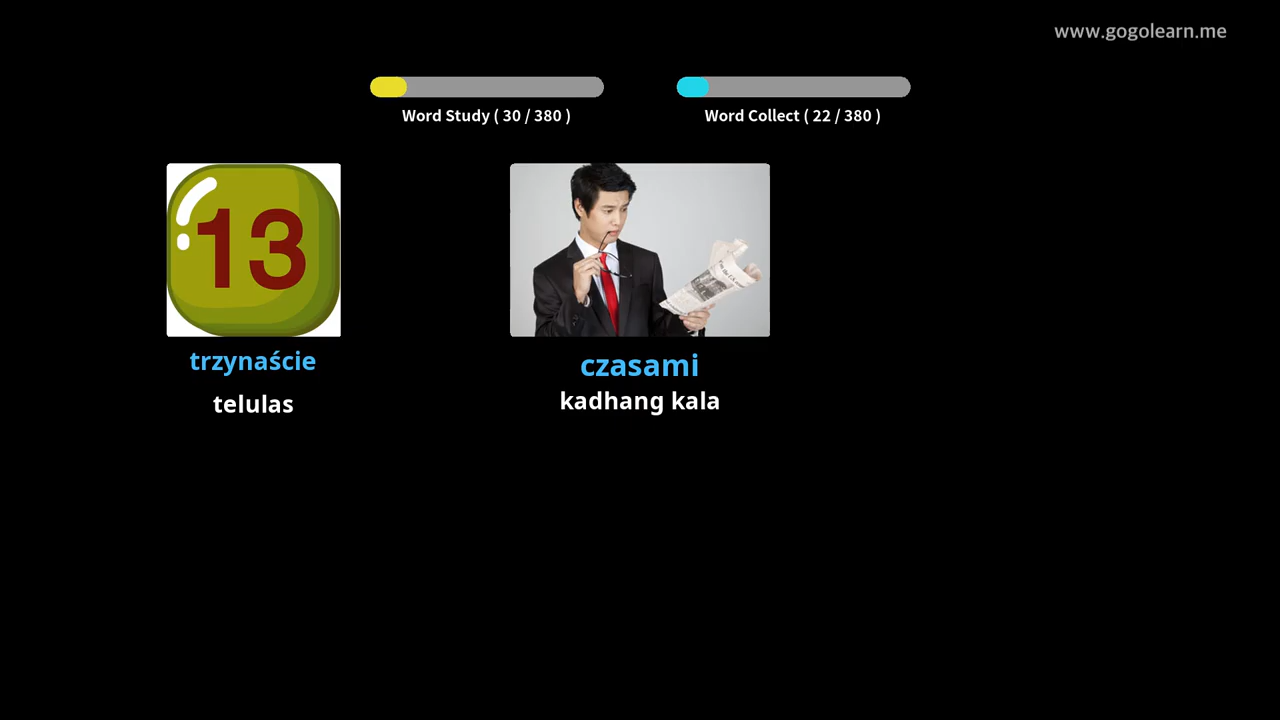 www.gogolearn.me
Word Study ( 30 / 380 )
Word Collect ( 22 / 380 )
13
trzynaście
telulas
czasami
kadhang kala